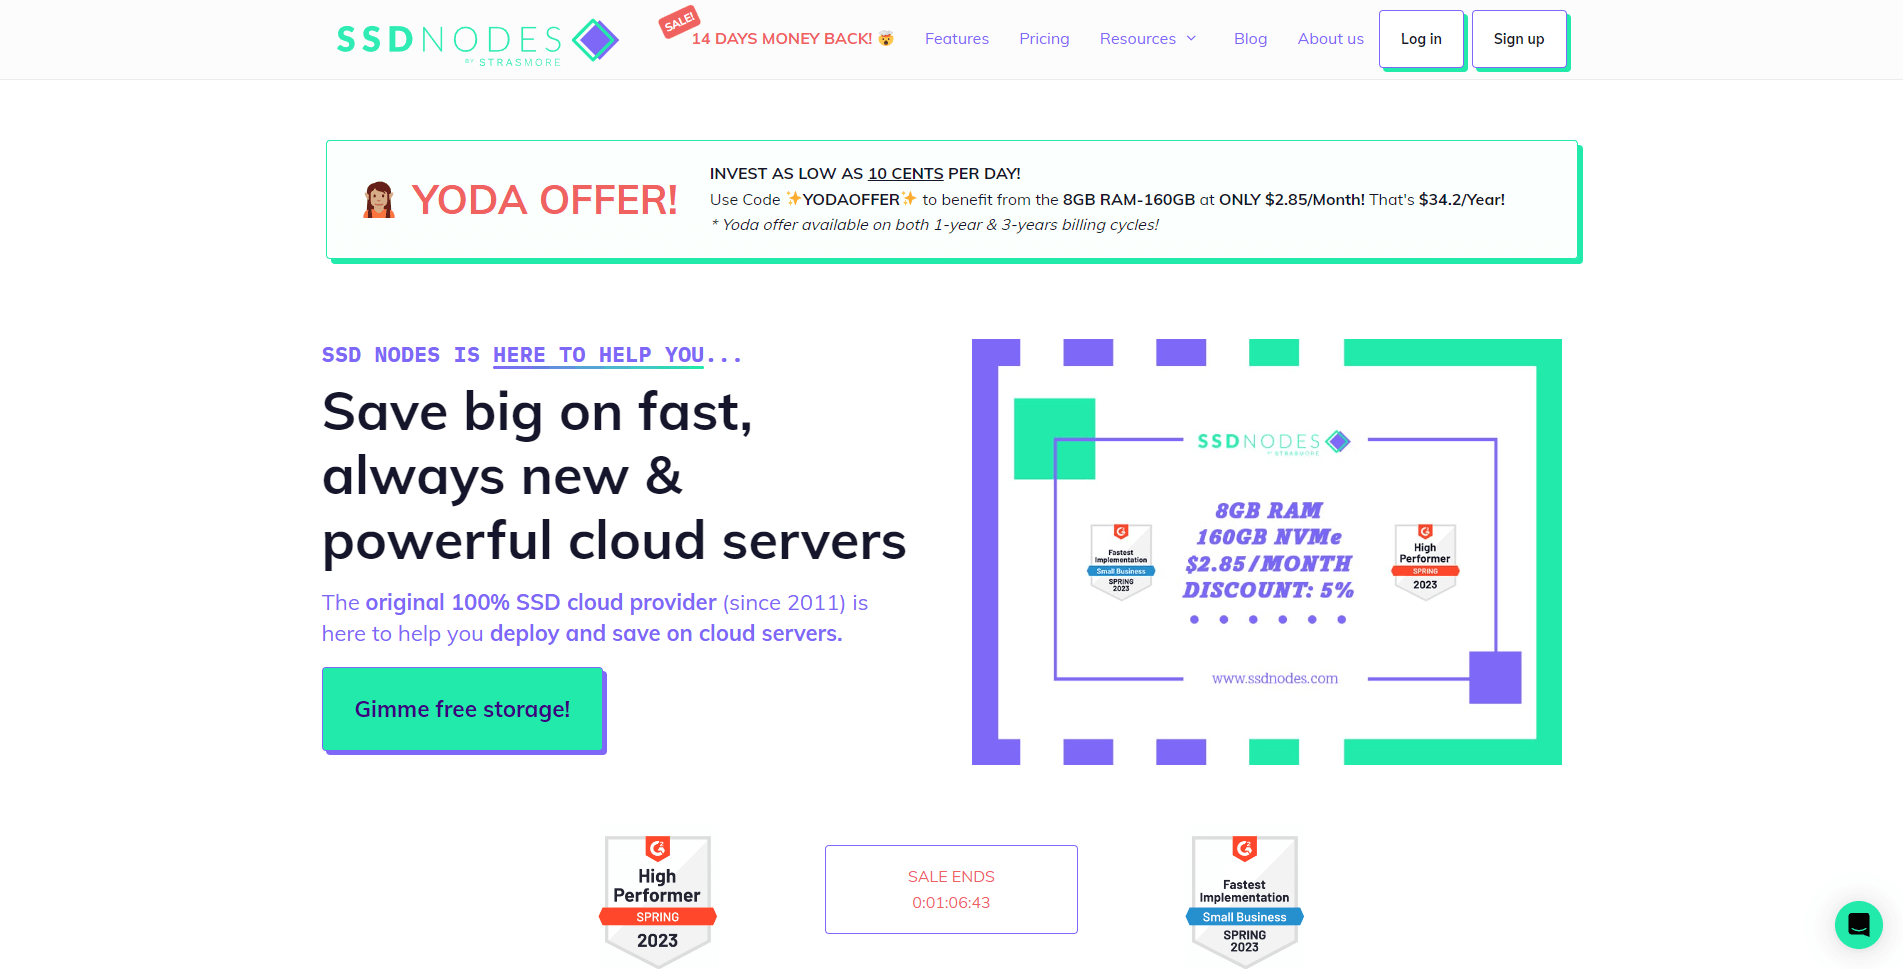 SSDNODES
BY STRASMORE
SALE!
14 DAYS MONEY BACK! 🤯
Features
Pricing
Resources
Blog
About us
Log in
Sign up
YODA OFFER!
INVEST AS LOW AS 10 CENTS PER DAY!
Use Code ✨YODAOFFER✨ to benefit from the 8GB RAM-160GB at ONLY $2.85/Month! That's $34.2/Year!
* Yoda offer available on both 1-year & 3-years billing cycles!
SSD NODES IS HERE TO HELP YOU...
Save big on fast,
always new &
powerful cloud servers
The original 100% SSD cloud provider (since 2011) is
here to help you deploy and save on cloud servers.
Gimme free storage!
SSDNODES
BY STRASMORE
8GB RAM
160GB NVMe
$2.85/MONTH
DISCOUNT: 5%
Fastest
Implementation
Small Business
SPRING
2023
High
Performer
SPRING
2023
www.ssdnodes.com
High
Performer
SPRING
2023
SALE ENDS
0:01:06:43
Fastest
Implementation
Small Business
SPRING
2023